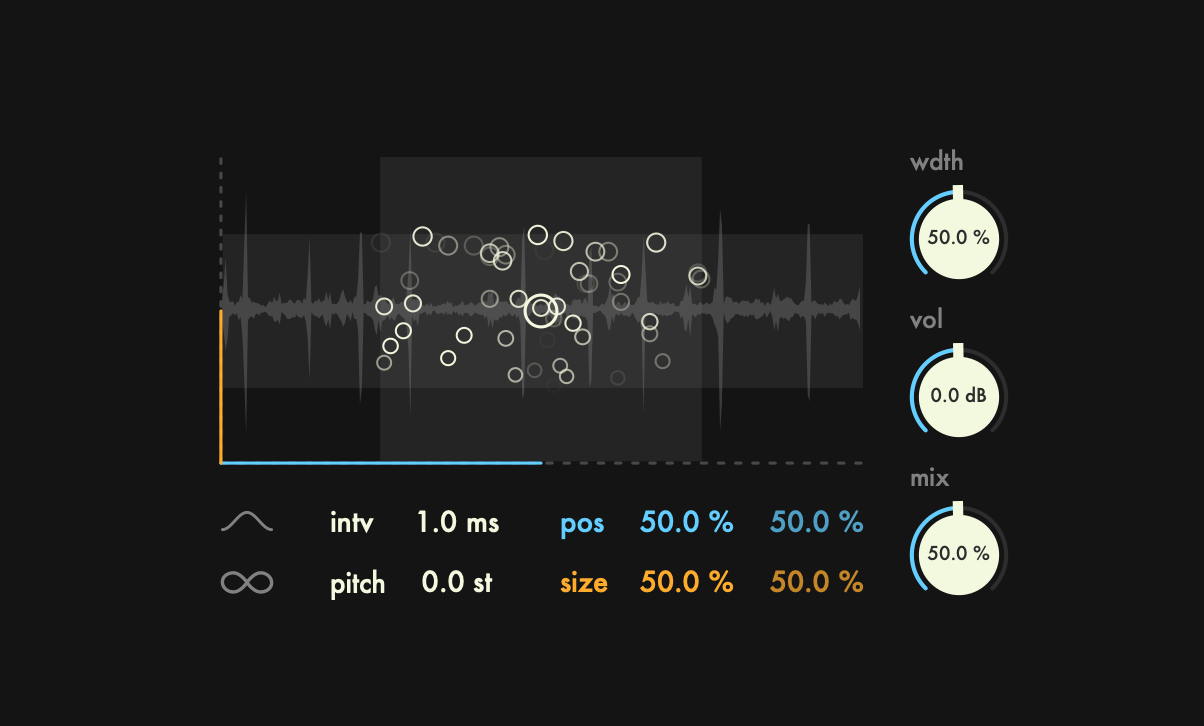 wdth
50.0 %
vol
0.0 dB
mix
50.0 %
intv 1.0 ms pos 50.0 % 50.0 %
pitch 0.0 st size 50.0 % 50.0 %